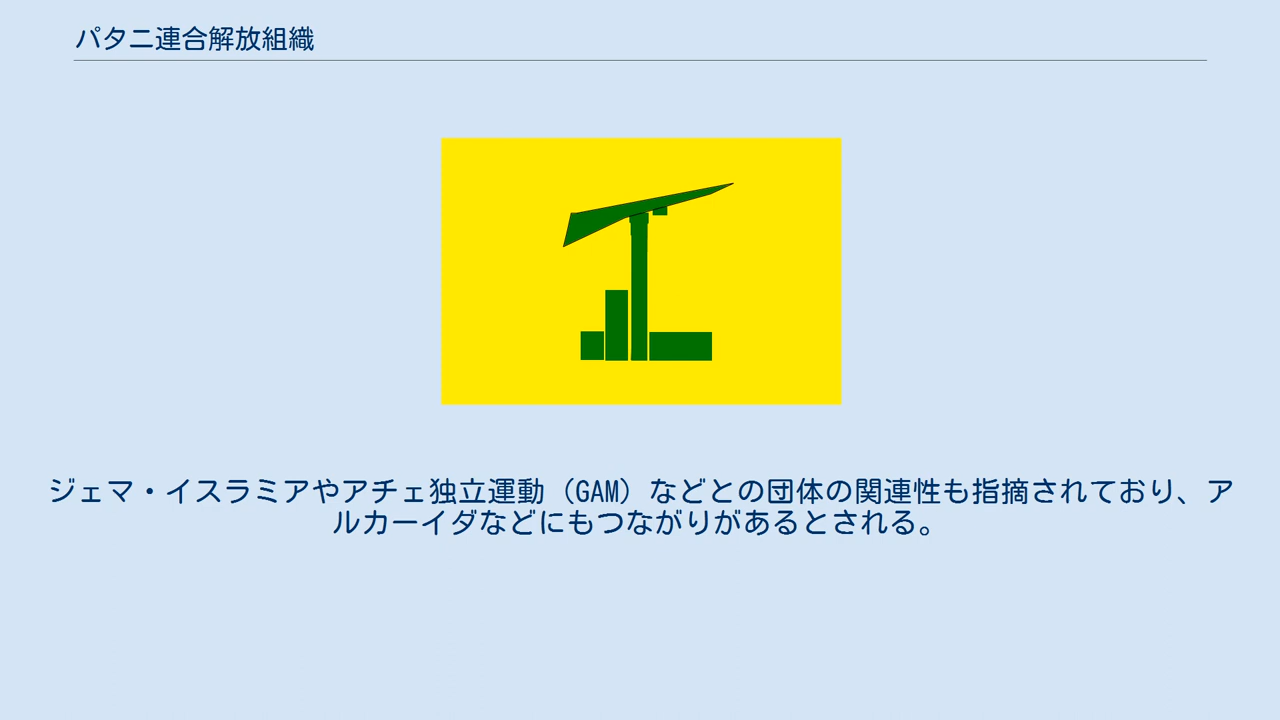 パタニ連合解放組織
ジェマ・イスラミアやアチェ独立運動（GAM）などとの団体の関連性も指摘されており、ア
ルカーイダなどにもつながりがあるとされる。